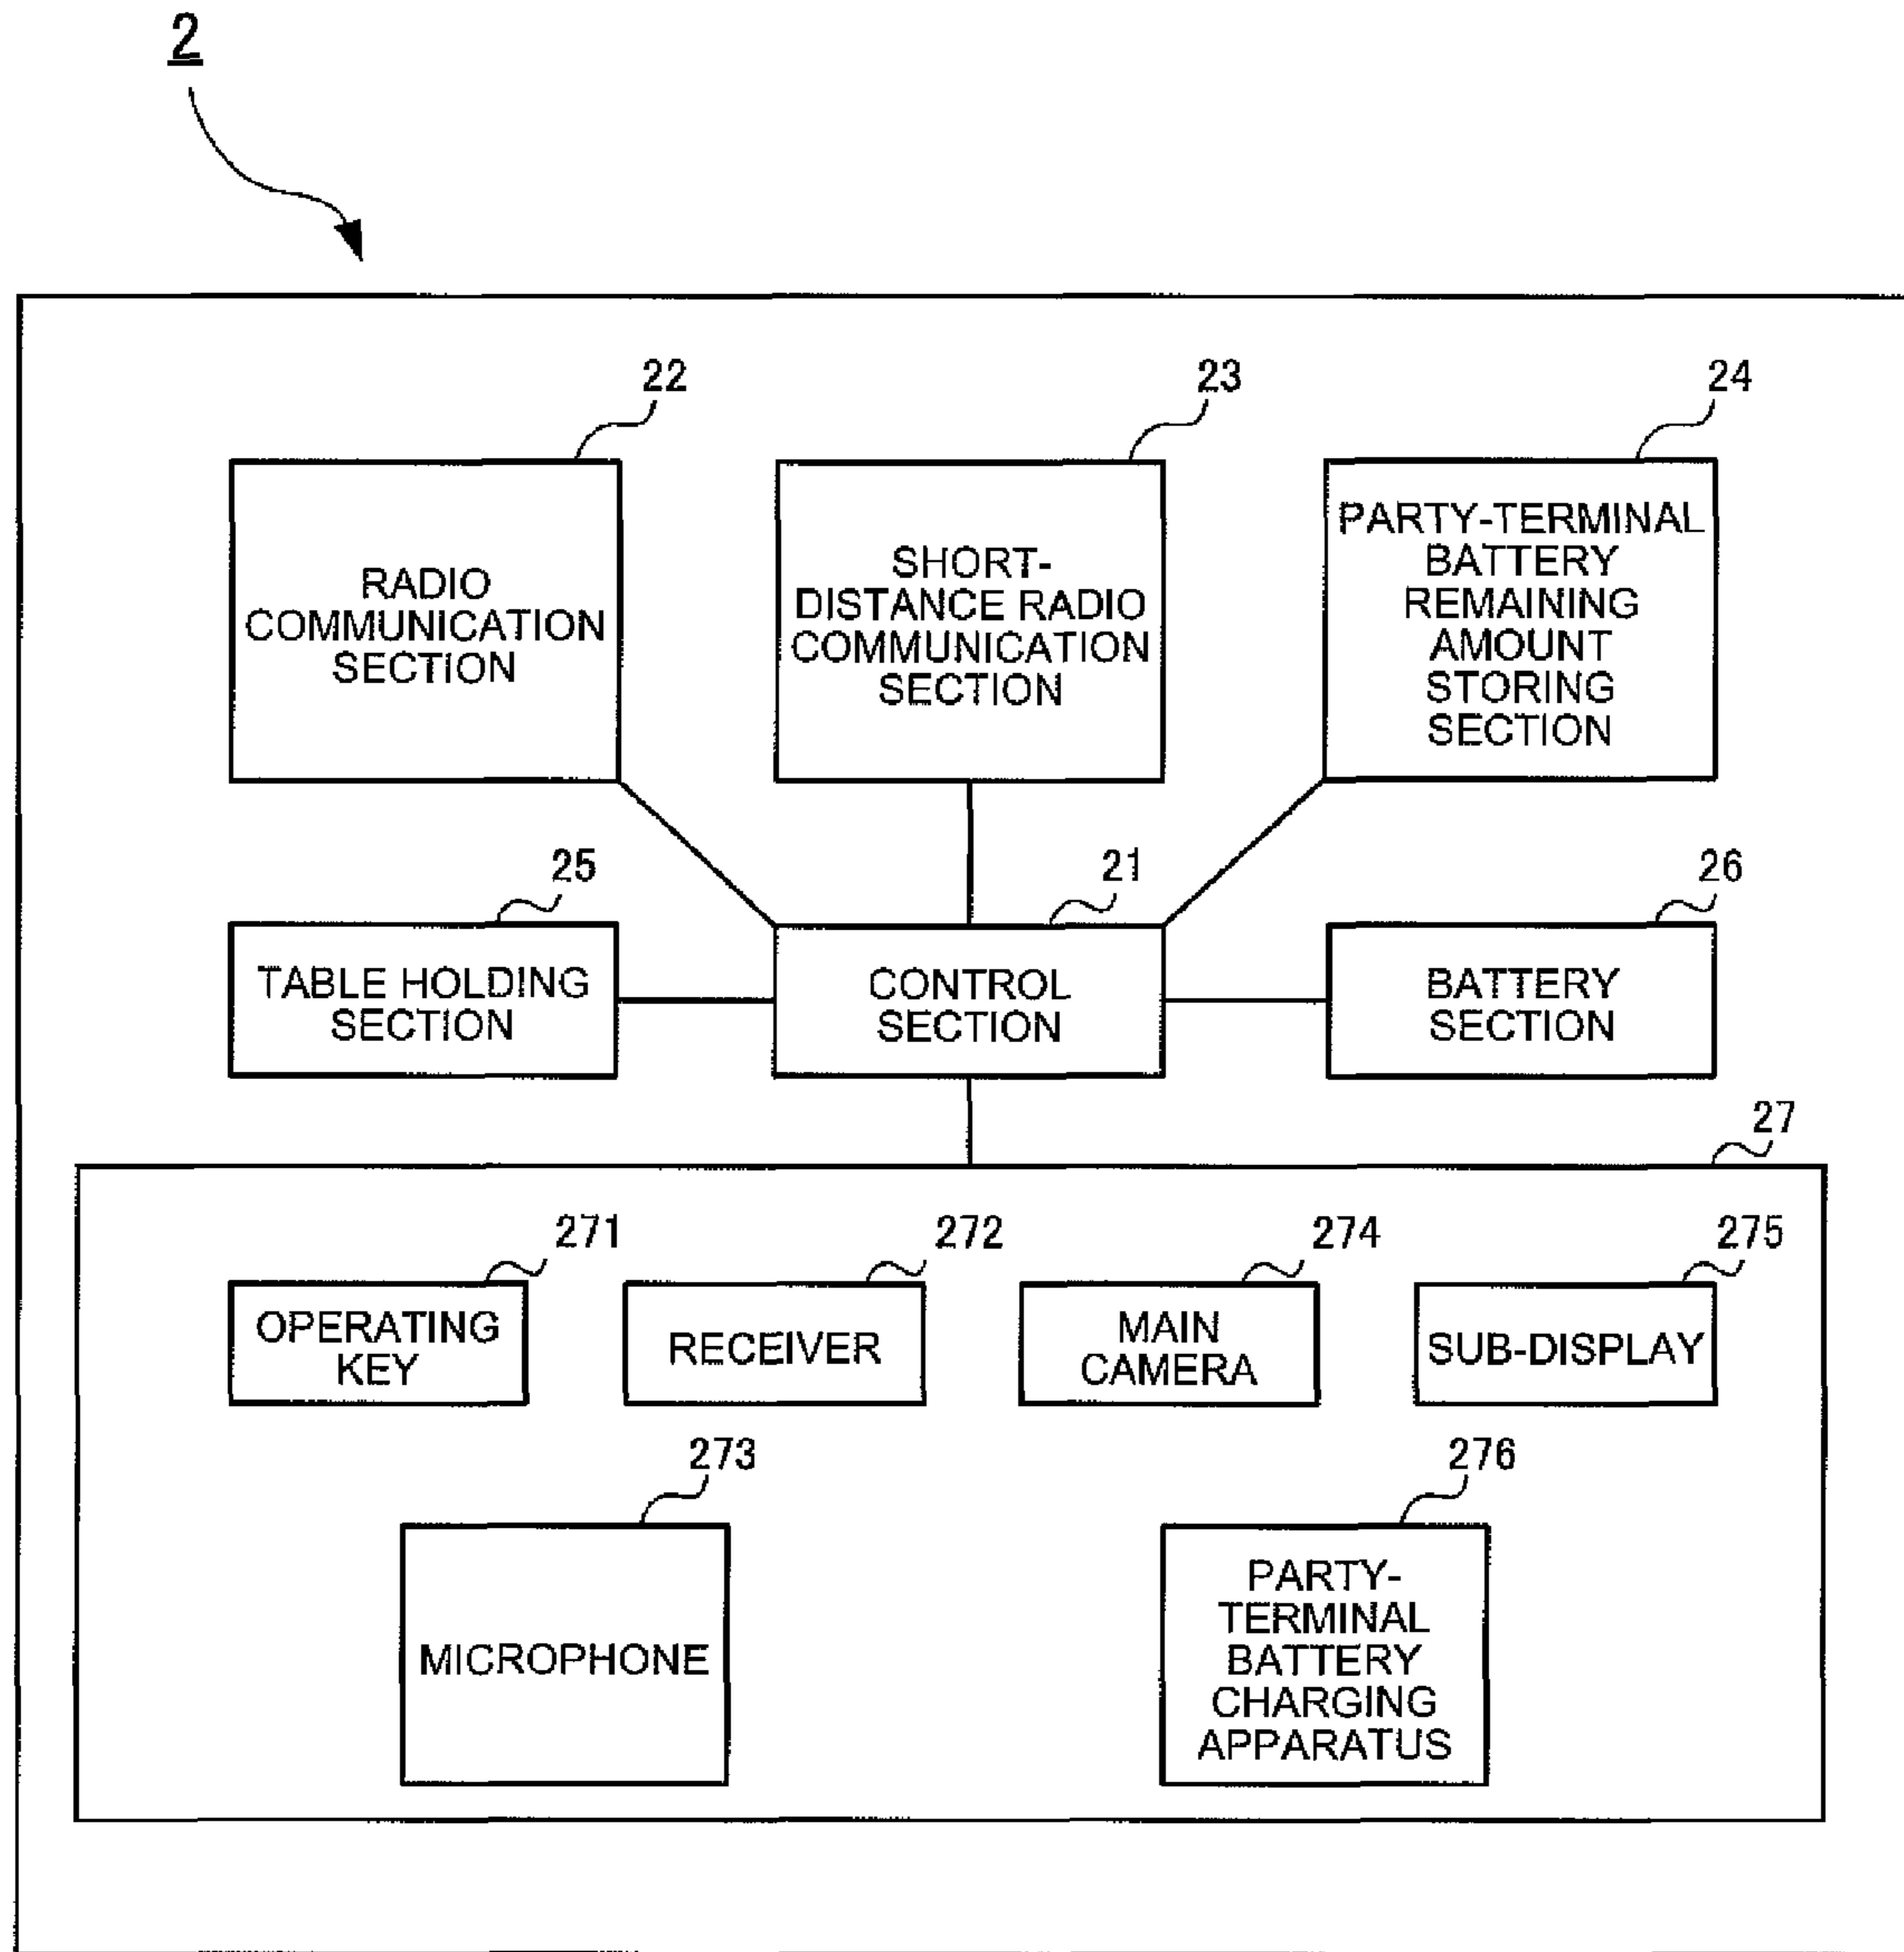 2
22
23
24
RADIO
COMMUNICATION
SECTION
SHORT-
DISTANCE RADIO
COMMUNICATION
SECTION
PARTY-TERMINAL
BATTERY
REMAINING
AMOUNT
STORING
SECTION
25
21
26
TABLE HOLDING
SECTION
CONTROL
SECTION
BATTERY
SECTION
27
271
272
274
275
OPERATING
KEY
RECEIVER
MAIN
CAMERA
SUB-DISPLAY
273
276
MICROPHONE
PARTY-
TERMINAL
BATTERY
CHARGING
APPARATUS